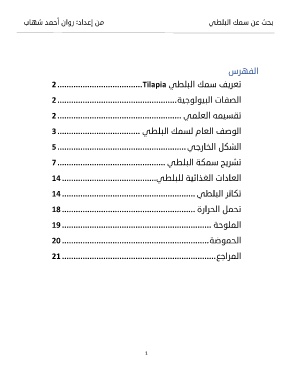 بحث عن سمك البلطي من إعداد: روان أحمد شهاب
الفهرس
تعريف سمك البلطي Tilapia 2
الصفات البيولوجية 2
تقسيمه العلمي 2
الوصف العام لسمك البلطي 3
الشكل الخارجي 5
تشريح سمكة البلطي 7
العادات الغذائية للبلطي 14
تكاثر البلطي 14
تحمل الحرارة 18
الملوحة 19
الحموضة 20
المراجع 21
1